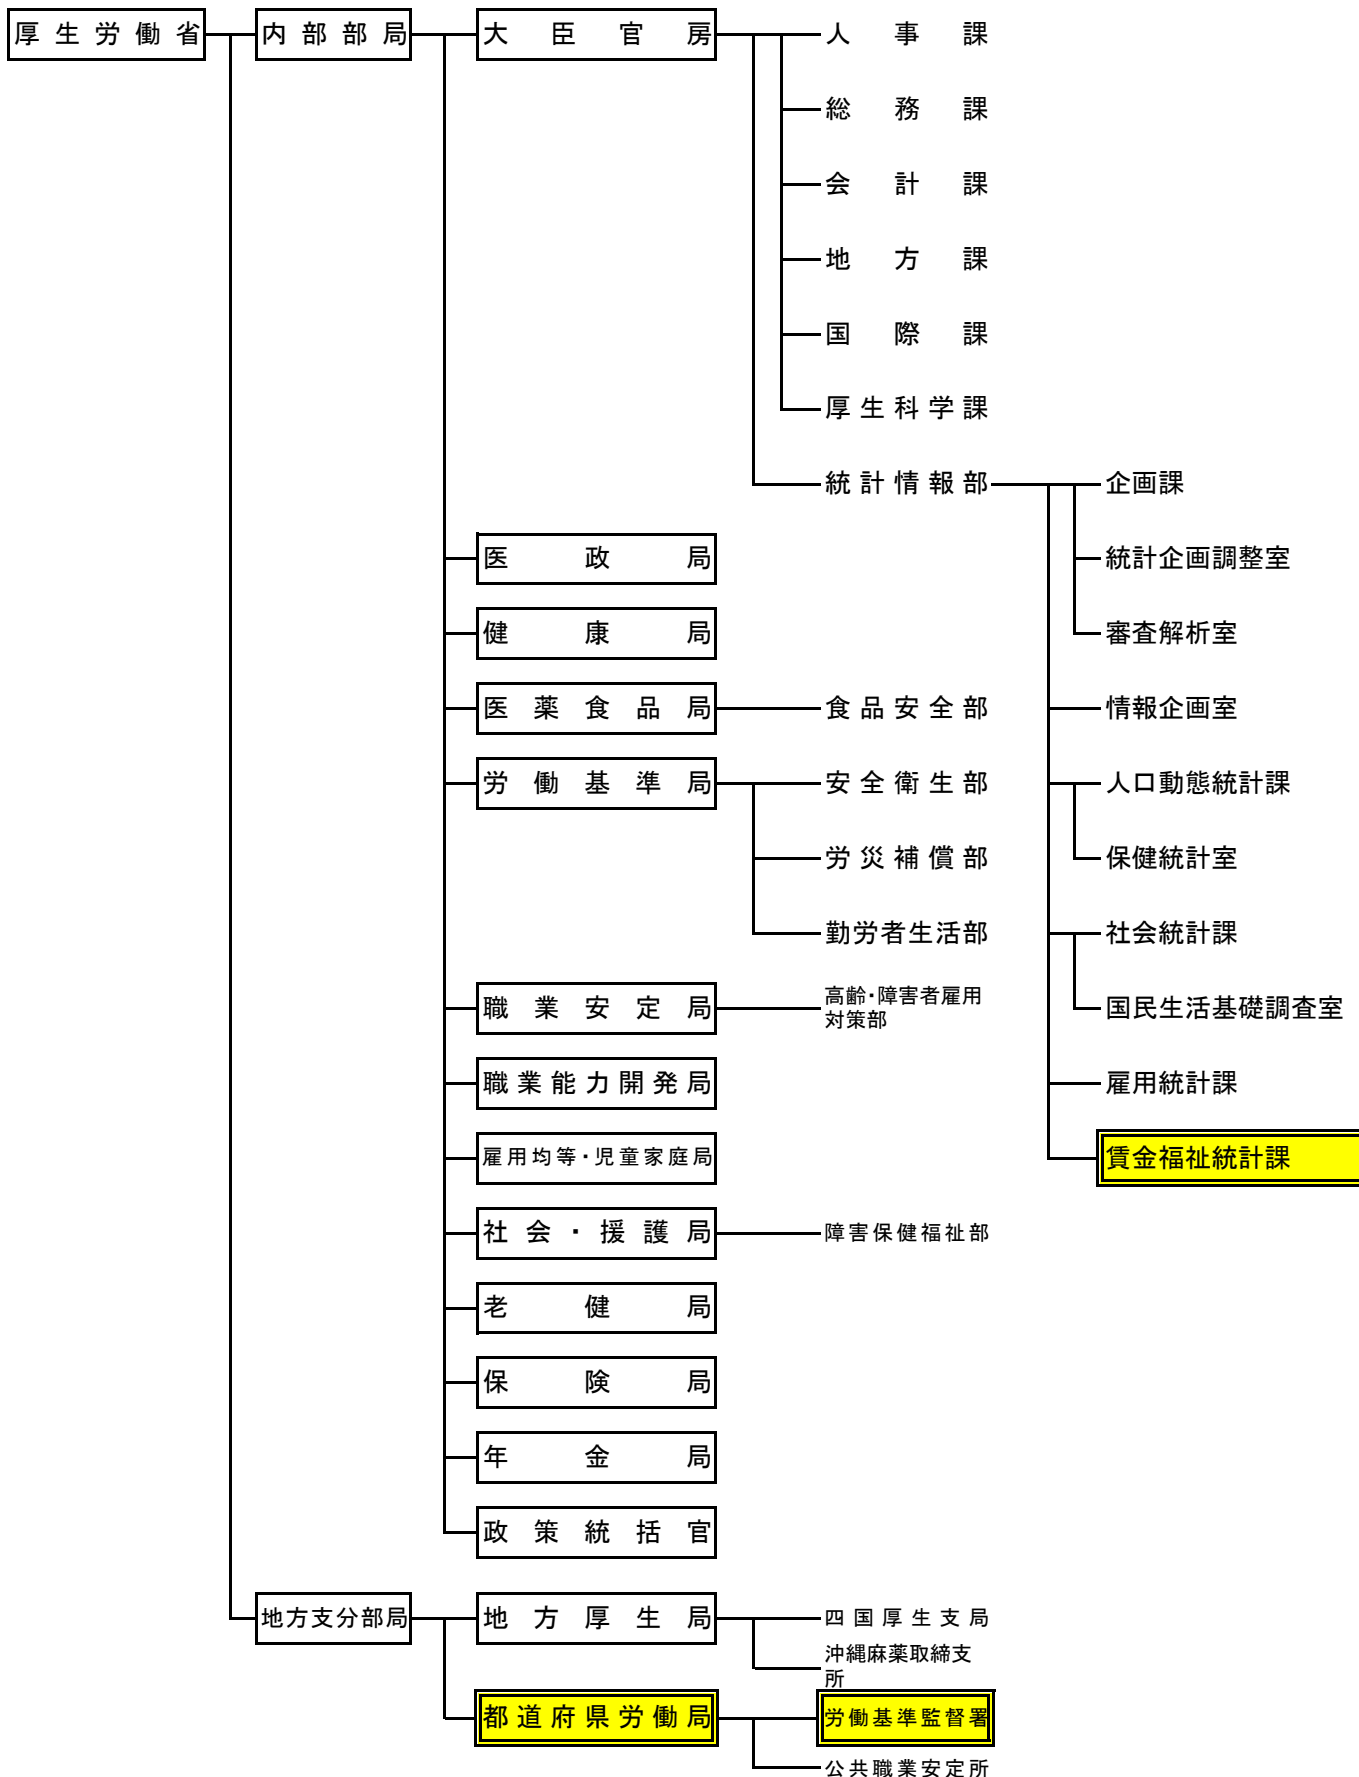 厚生労働省
内部部局
大臣官房
人事課
総務課
会計課
地方課
国際課
厚生科学課
統計情報部
企画課
統計企画調整室
審査解析室
情報企画室
人口動態統計課
保健統計室
社会統計課
国民生活基礎調査室
雇用統計課
賃金福祉統計課
医政局
健康局
医薬食品局
食品安全部
労働基準局
安全衛生部
労災補償部
勤労者生活部
職業安定局
高齢・障害者雇用
対策部
職業能力開発局
雇用均等・児童家庭局
社会・援護局
障害保健福祉部
老健局
保険局
年金局
政策統括官
地方支分部局
地方厚生局
四国厚生支局
沖縄麻薬取締支
所
都道府県労働局
労働基準監督署
公共職業安定所